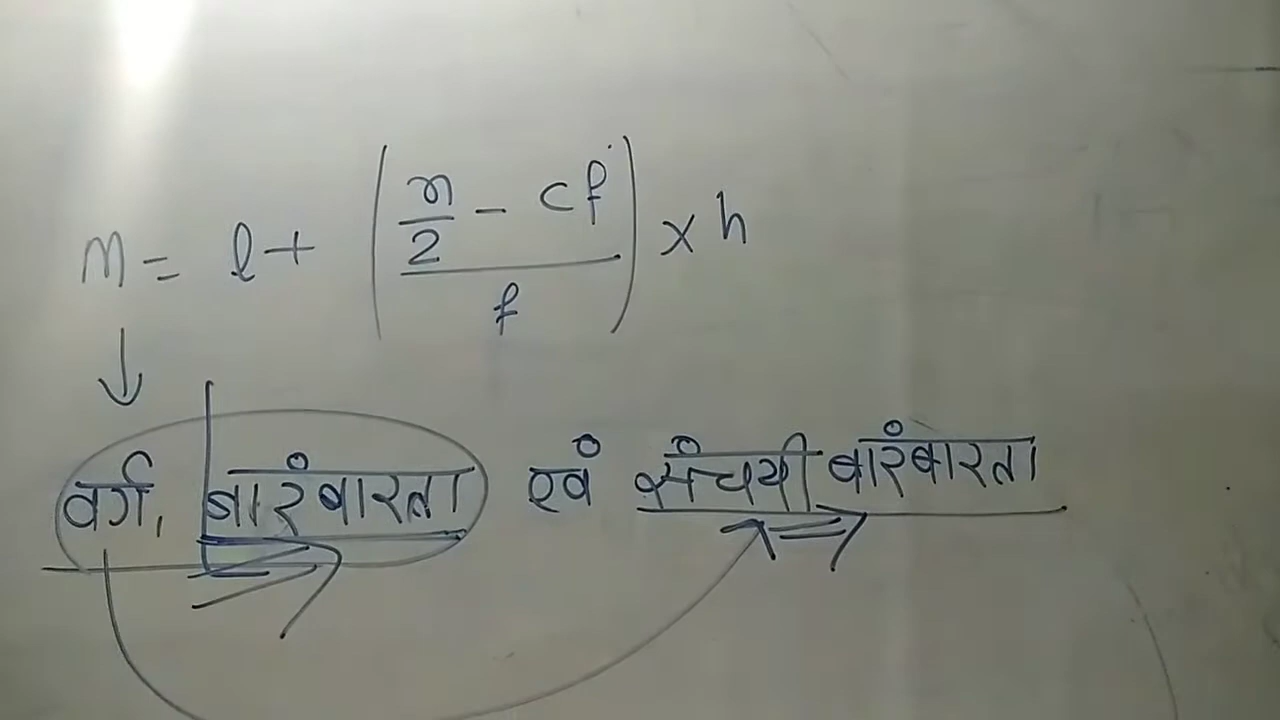 M = l + ( (n/2 - cf) / f ) × h
वर्ग, बारंबारता एवं संचयी बारंबारता